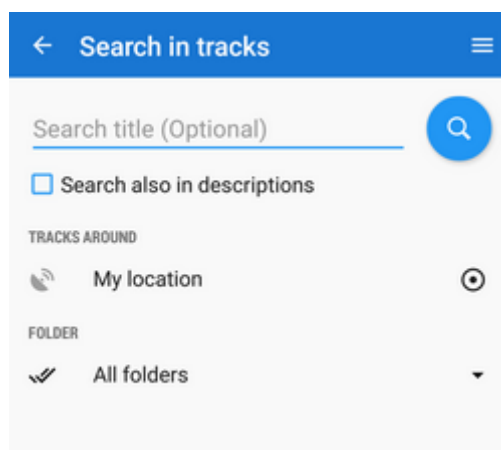 Search in tracks
Search title (Optional)
Search also in descriptions
TRACKS AROUND
My location
FOLDER
All folders